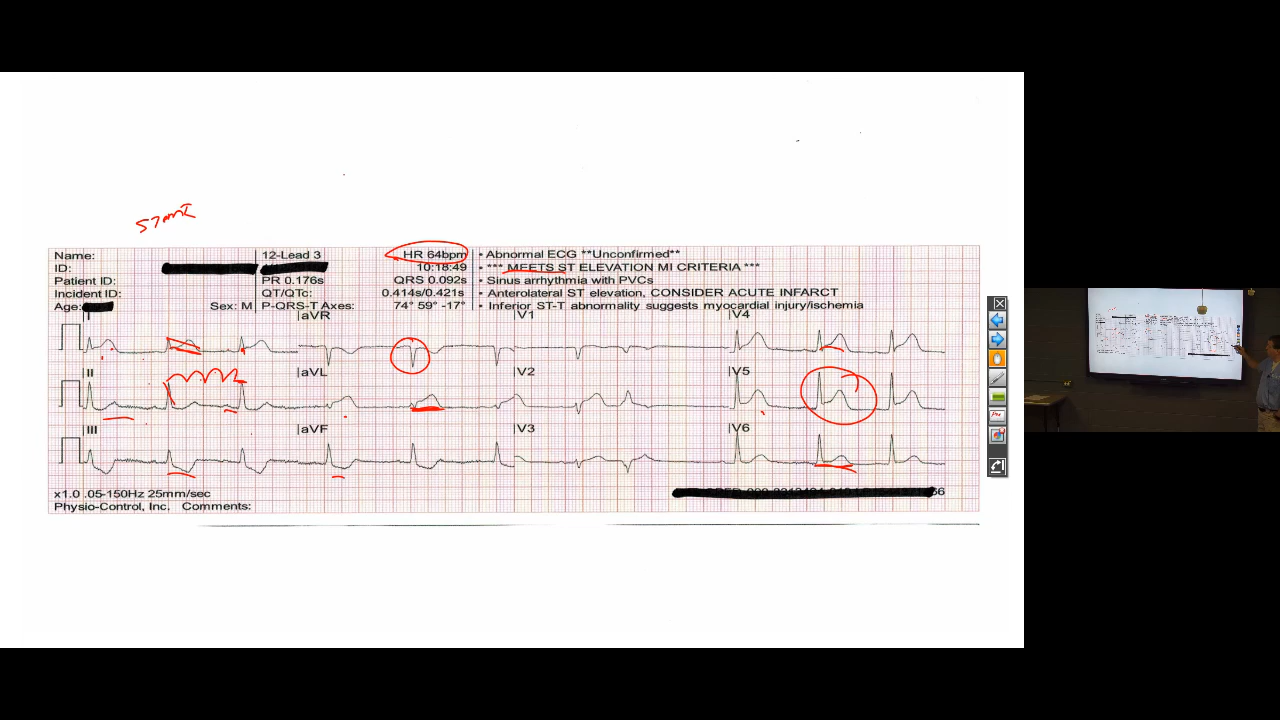 STEMI
Name:
12-Lead 3
HR 64bpm
• Abnormal ECG **Unconfirmed**
ID:
10:18:49
• *** MEETS ST ELEVATION MI CRITERIA ***
Patient ID:
PR 0.176s
QRS 0.092s
• Sinus arrhythmia with PVCs
Incident ID:
QT/QTc:
0.414s/0.421s
• Anterolateral ST elevation, CONSIDER ACUTE INFARCT
Age:
Sex: M
P-QRS-T Axes:
74° 59° -17°
• Inferior ST-T abnormality suggests myocardial injury/ischemia
I
aVR
V1
V4
II
aVL
V2
V5
III
aVF
V3
V6
x1.0 .05-150Hz 25mm/sec
Physio-Control, Inc.
Comments: